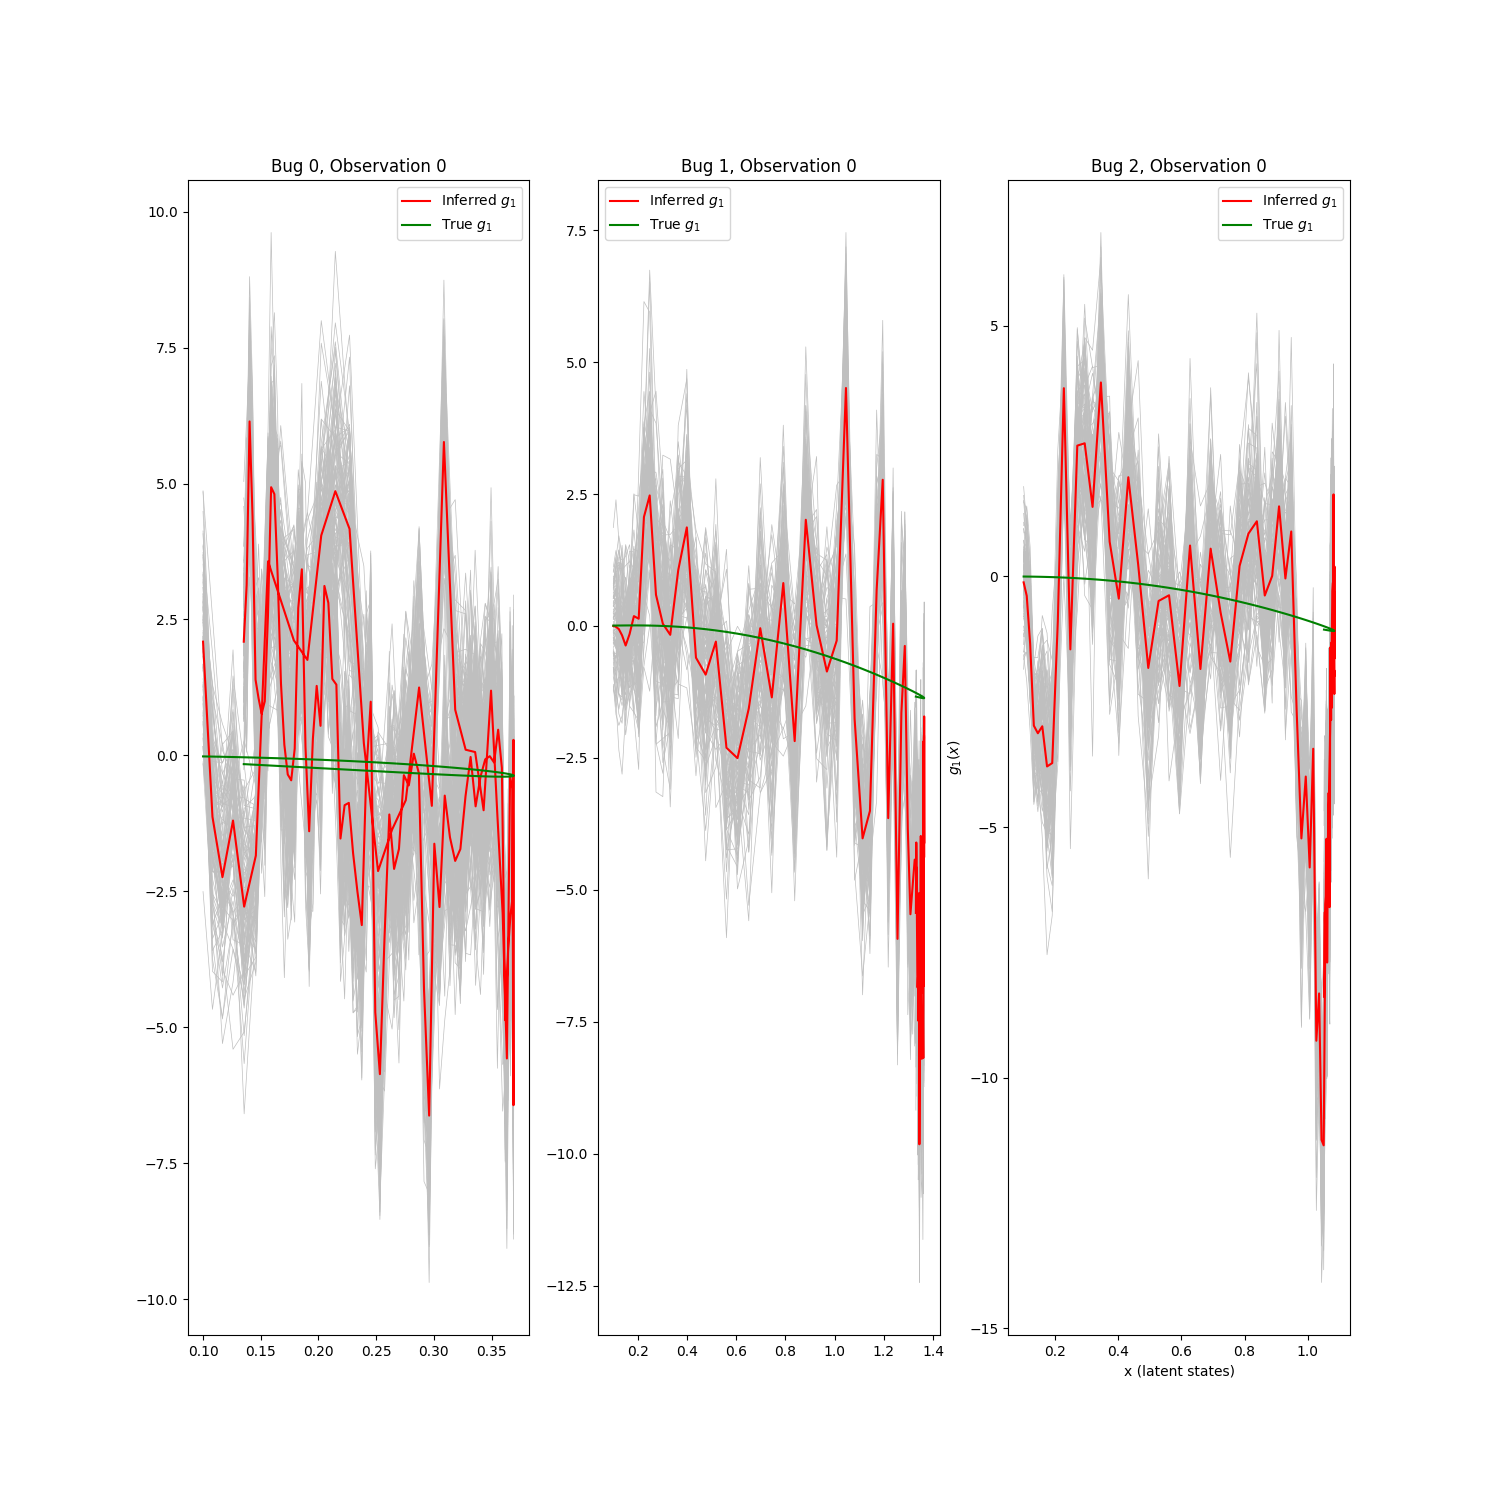 Bug 0, Observation 0
Inferred g₁
True g₁
10.0
7.5
5.0
2.5
0.0
−2.5
−5.0
−7.5
−10.0
0.10 0.15 0.20 0.25 0.30 0.35
Bug 1, Observation 0
Inferred g₁
True g₁
7.5
5.0
2.5
0.0
−2.5
−5.0
−7.5
−10.0
−12.5
0.2 0.4 0.6 0.8 1.0 1.2 1.4
Bug 2, Observation 0
Inferred g₁
True g₁
g₁(x)
5
0
−5
−10
−15
0.2 0.4 0.6 0.8 1.0
x (latent states)